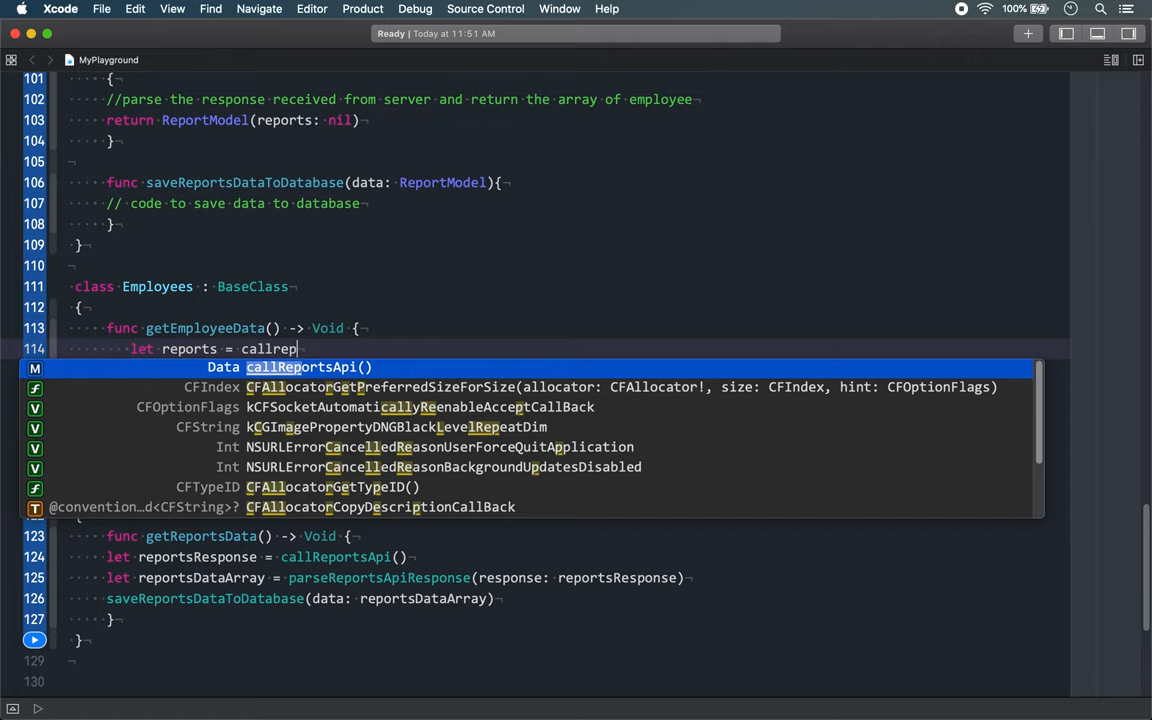 Xcode File Edit View Find Navigate Editor Product Debug Source Control Window Help 100%
Ready | Today at 11:51 AM
MyPlayground
101 {
102 //parse the response received from server and return the array of employee
103 return ReportModel(reports: nil)
104 }
105
106 func saveReportsDataToDatabase(data: ReportModel){
107 // code to save data to database
108 }
109 }
110
111 class Employees : BaseClass
112 {
113 func getEmployeeData() -> Void {
114 let reports = callrep
M Data callReportsApi()
f CFIndex CFAllocatorGetPreferredSizeForSize(allocator: CFAllocator!, size: CFIndex, hint: CFOptionFlags)
V CFOptionFlags kCFSocketAutomaticallyReenableAcceptCallBack
V CFString kCGImagePropertyDNGBlackLevelRepeatDim
V Int NSURLErrorCancelledReasonUserForceQuitApplication
V Int NSURLErrorCancelledReasonBackgroundUpdatesDisabled
f CFTypeID CFAllocatorGetTypeID()
T @convention…d<CFString>? CFAllocatorCopyDescriptionCallBack
123 func getReportsData() -> Void {
124 let reportsResponse = callReportsApi()
125 let reportsDataArray = parseReportsApiResponse(response: reportsResponse)
126 saveReportsDataToDatabase(data: reportsDataArray)
127 }
}
129
130